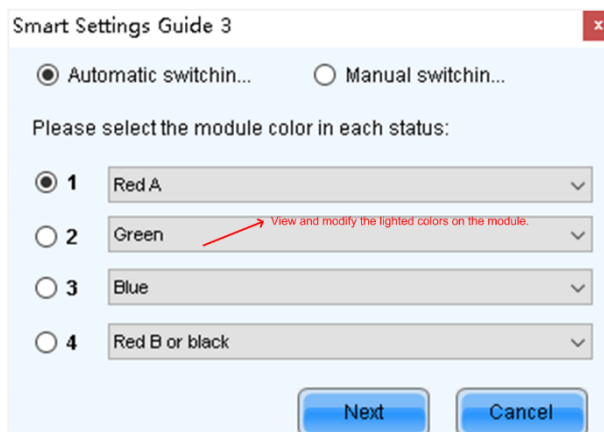 Smart Settings Guide 3
x
Automatic switchin... Manual switchin...
Please select the module color in each status:
1 Red A
View and modify the lighted colors on the module.
2 Green
3 Blue
4 Red B or black
Next Cancel